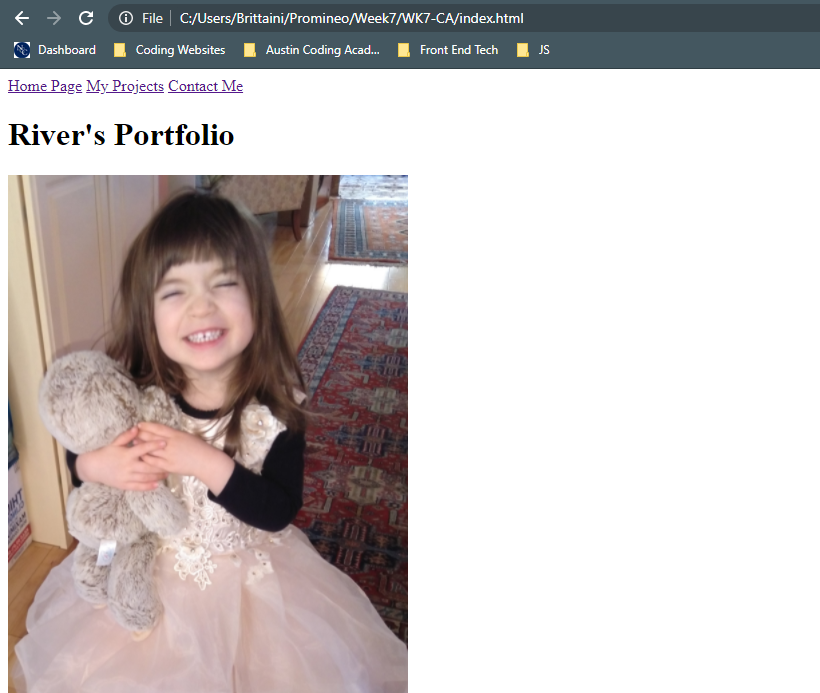 File C:/Users/Brittaini/Promineo/Week7/WK7-CA/index.html
Dashboard Coding Websites Austin Coding Acad... Front End Tech JS
Home Page My Projects Contact Me
River's Portfolio